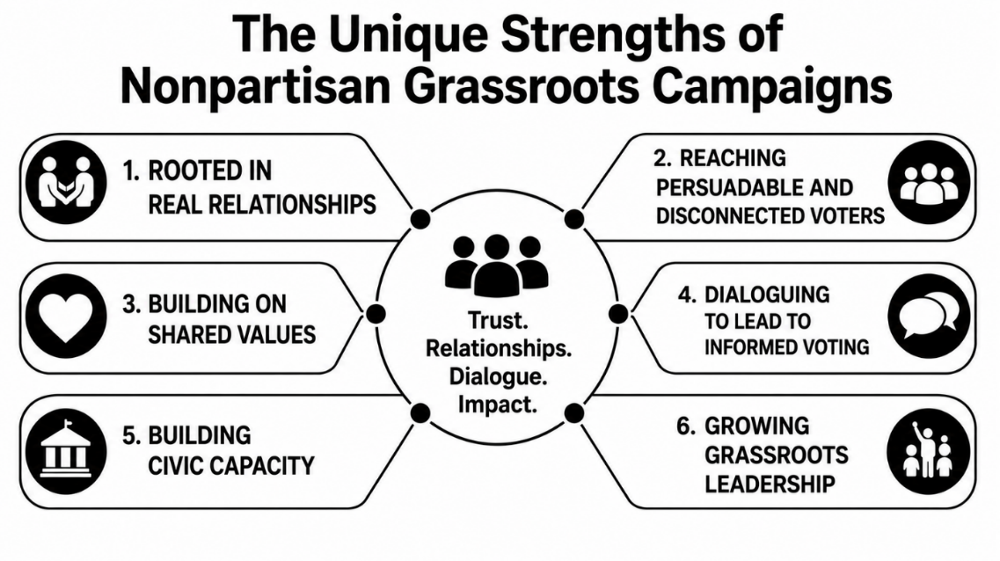 The Unique Strengths of
Nonpartisan Grassroots Campaigns
1. ROOTED IN
REAL RELATIONSHIPS
2. REACHING
PERSUADABLE AND
DISCONNECTED VOTERS
3. BUILDING ON
SHARED VALUES
4. DIALOGUING
TO LEAD TO
INFORMED VOTING
5. BUILDING
CIVIC CAPACITY
6. GROWING
GRASSROOTS
LEADERSHIP
Trust.
Relationships.
Dialogue.
Impact.